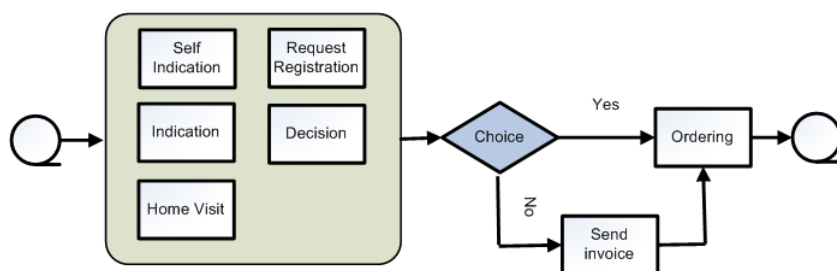 Self
Indication
Request
Registration
Indication
Decision
Home Visit
Choice
Yes
No
Ordering
Send
invoice